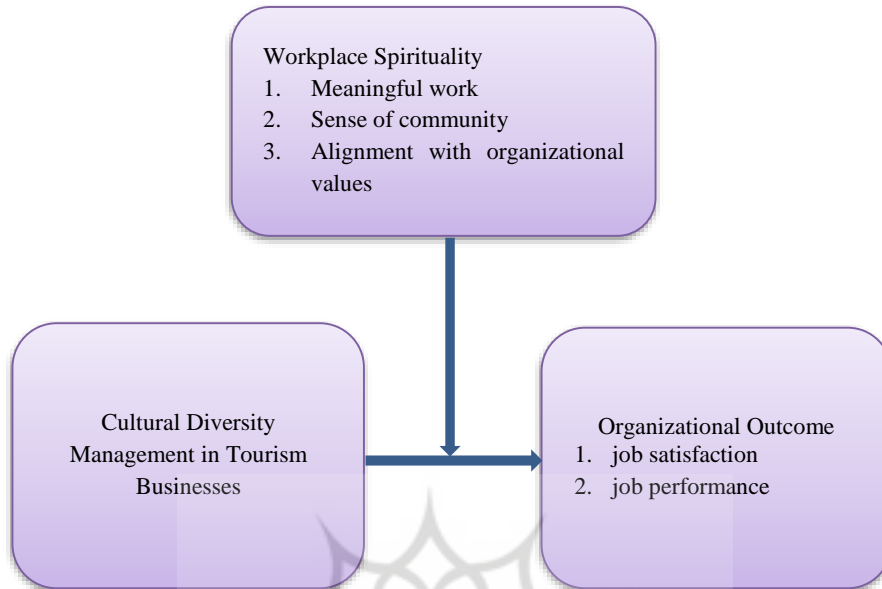 Workplace Spirituality
1. Meaningful work
2. Sense of community
3. Alignment with organizational
values
Cultural Diversity
Management in Tourism
Businesses
Organizational Outcome
1. job satisfaction
2. job performance